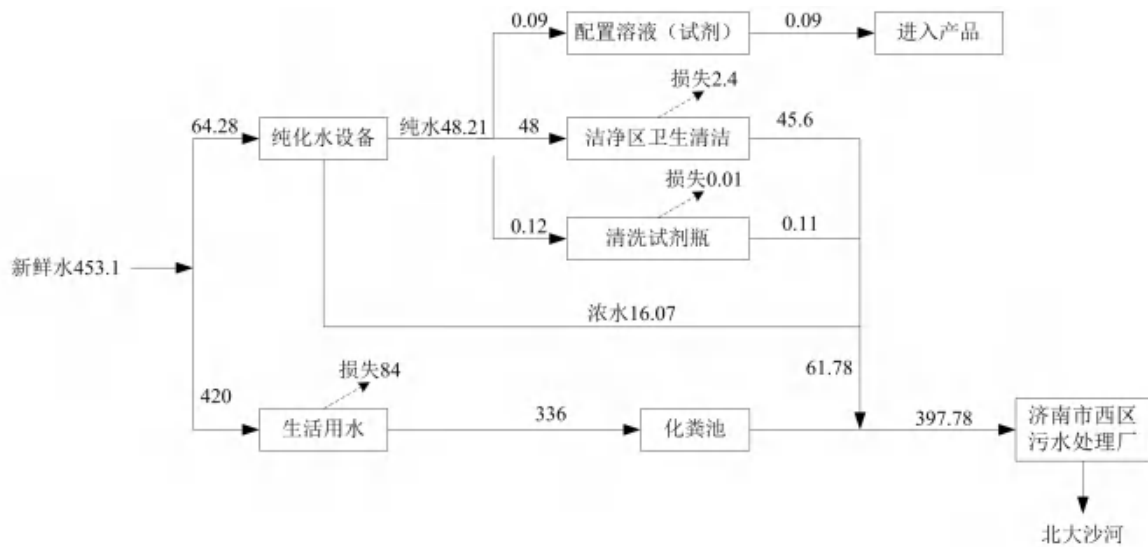 0.09
配置溶液（试剂）
0.09
进入产品
损失2.4
64.28
纯化水设备
纯水48.21
48
洁净区卫生清洁
45.6
损失0.01
0.12
清洗试剂瓶
0.11
新鲜水453.1
浓水16.07
损失84
61.78
420
生活用水
336
化粪池
397.78
济南市西区
污水处理厂
北大沙河